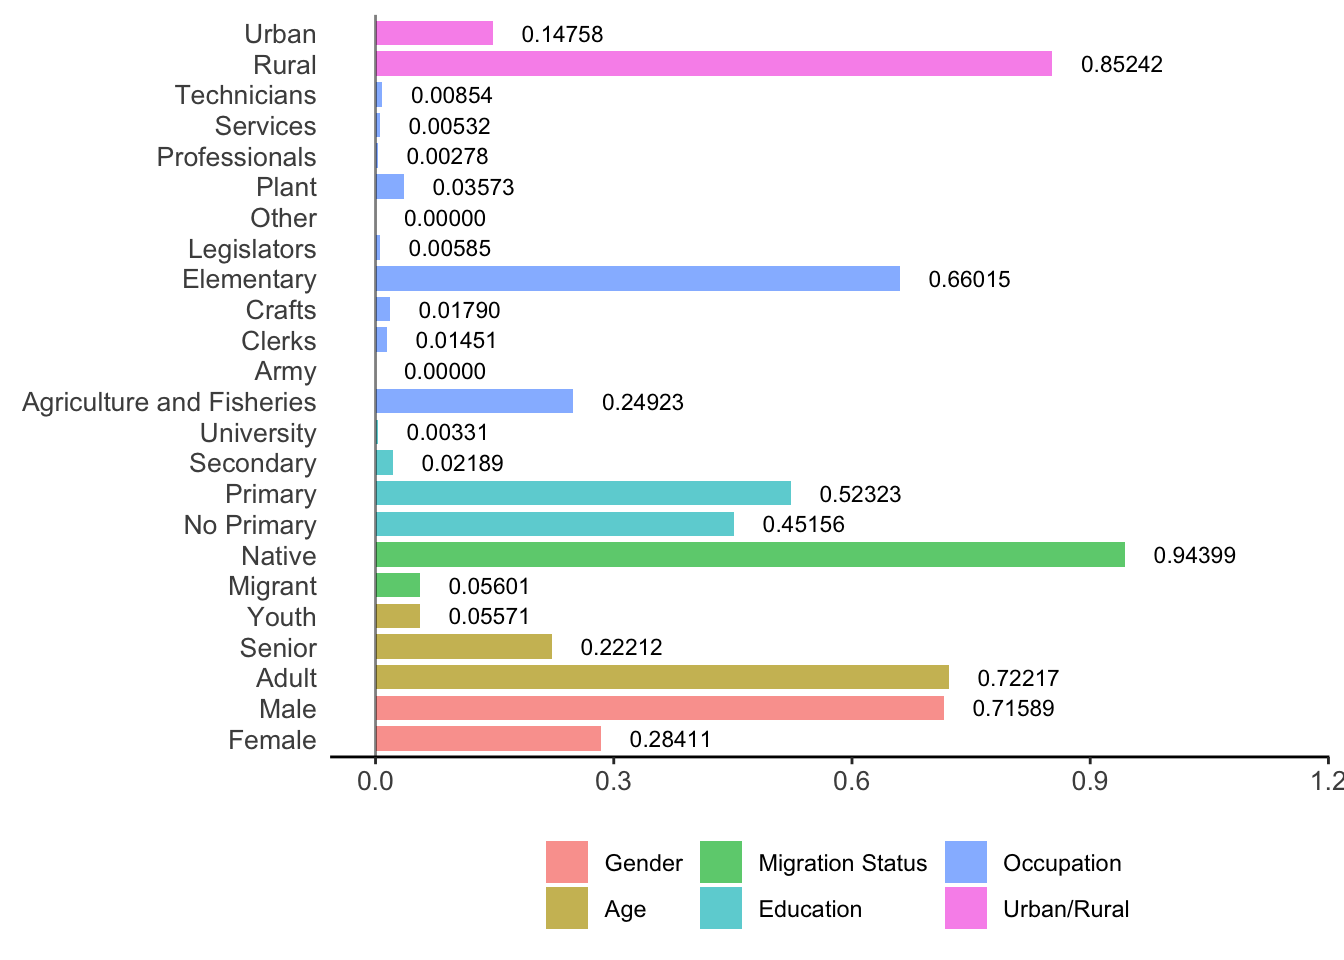 Urban 0.14758
Rural 0.85242
Technicians 0.00854
Services 0.00532
Professionals 0.00278
Plant 0.03573
Other 0.00000
Legislators 0.00585
Elementary 0.66015
Crafts 0.01790
Clerks 0.01451
Army 0.00000
Agriculture and Fisheries 0.24923
University 0.00331
Secondary 0.02189
Primary 0.52323
No Primary 0.45156
Native 0.94399
Migrant 0.05601
Youth 0.05571
Senior 0.22212
Adult 0.72217
Male 0.71589
Female 0.28411
0.0 0.3 0.6 0.9 1.2
Gender Migration Status Occupation
Age Education Urban/Rural